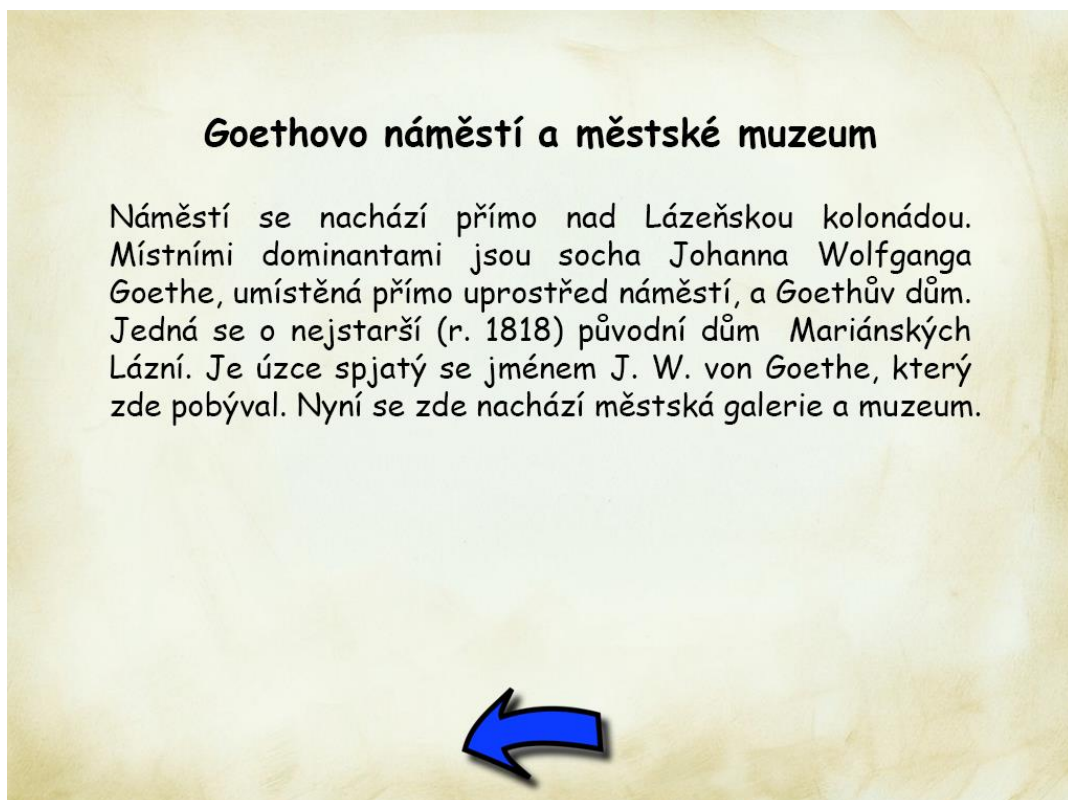 Goethovo náměstí a městské muzeum
Náměstí se nachází přímo nad Lázeňskou kolonádou.
Místními dominantami jsou socha Johanna Wolfganga
Goethe, umístěná přímo uprostřed náměstí, a Goethův dům.
Jedná se o nejstarší (r. 1818) původní dům Mariánských
Lázní. Je úzce spjatý se jménem J. W. von Goethe, který
zde pobýval. Nyní se zde nachází městská galerie a muzeum.